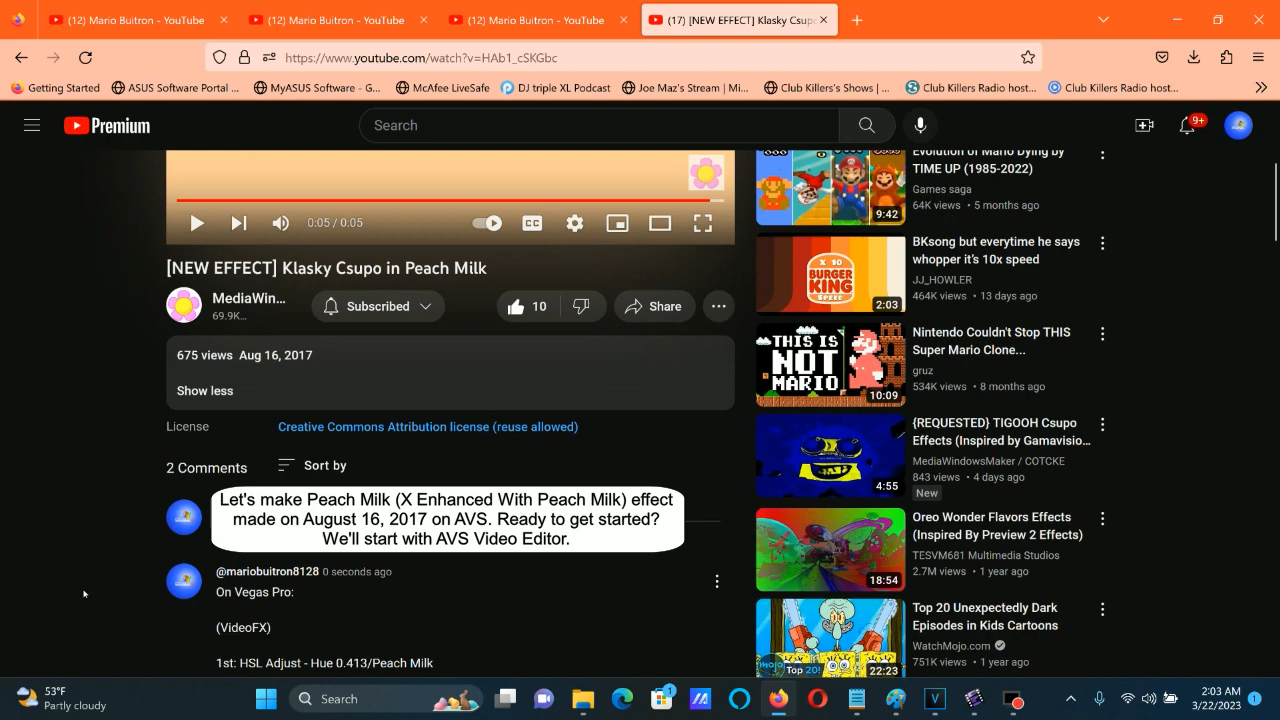 (12) Mario Buitron - YouTube
(12) Mario Buitron - YouTube
(12) Mario Buitron - YouTube
(17) [NEW EFFECT] Klasky Csupo
https://www.youtube.com/watch?v=HAb1_cSKGbc
Getting Started
ASUS Software Portal ...
MyASUS Software - G...
McAfee LiveSafe
DJ triple XL Podcast
Joe Maz's Stream | Mi...
Club Killers's Shows | ...
Club Killers Radio host...
Club Killers Radio host...
Premium
Search
9+
0:05 / 0:05
CC
[NEW EFFECT] Klasky Csupo in Peach Milk
MediaWin...
69.9K...
Subscribed
10
Share
675 views Aug 16, 2017
Show less
License
Creative Commons Attribution license (reuse allowed)
2 Comments
Sort by
Let's make Peach Milk (X Enhanced With Peach Milk) effect
made on August 16, 2017 on AVS. Ready to get started?
We'll start with AVS Video Editor.
@mariobuitron8128 0 seconds ago
On Vegas Pro:
(VideoFX)
1st: HSL Adjust - Hue 0.413/Peach Milk
Evolution of Mario Dying by
TIME UP (1985-2022)
Games saga
64K views • 5 months ago
9:42
BKsong but everytime he says
whopper it's 10x speed
JJ_HOWLER
464K views • 13 days ago
X 10
BURGER
KING
SPEED
2:03
Nintendo Couldn't Stop THIS
Super Mario Clone...
gruz
534K views • 8 months ago
THIS IS
NOT
MARIO
10:09
{REQUESTED} TIGOOH Csupo
Effects (Inspired by Gamavisio...
MediaWindowsMaker / COTCKE
843 views • 4 days ago
New
4:55
Oreo Wonder Flavors Effects
(Inspired By Preview 2 Effects)
TESVM681 Multimedia Studios
2.7M views • 1 year ago
18:54
Top 20 Unexpectedly Dark
Episodes in Kids Cartoons
WatchMojo.com
751K views • 1 year ago
mojo
Top 20!
22:23
53°F
Partly cloudy
Search
1
2:03 AM
3/22/2023
1